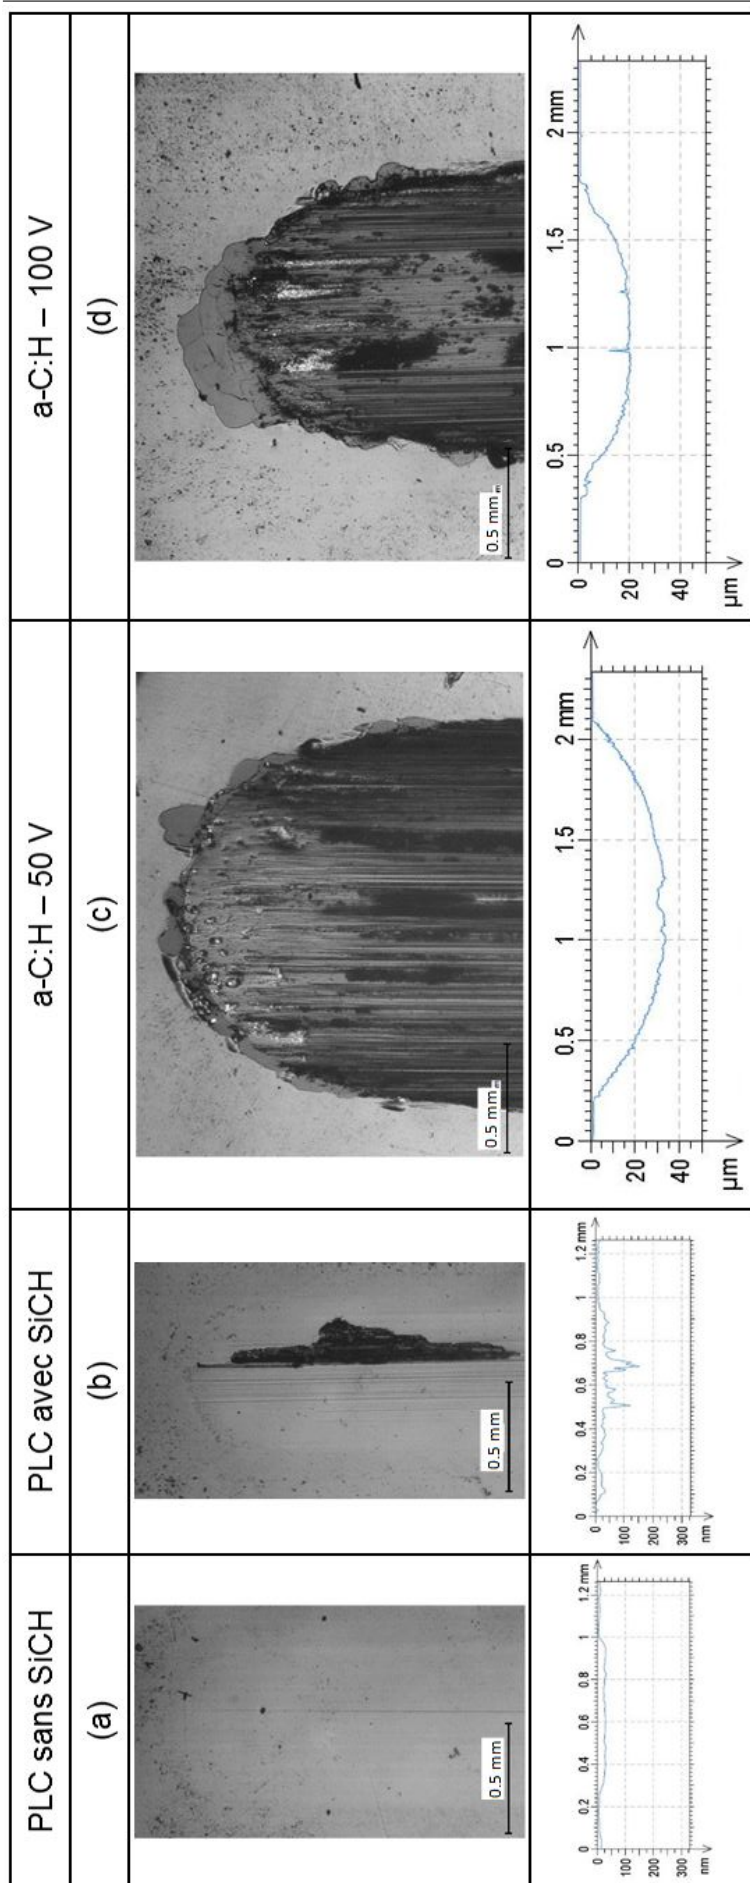 PLC sans SiCH
PLC avec SiCH
a-C:H – 50 V
a-C:H – 100 V
(a)
(b)
(c)
(d)
0.5 mm
0.5 mm
0.5 mm
0.5 mm
0 0.2 0.4 0.6 0.8 1 1.2 mm
0
100
200
300
nm
0 0.2 0.4 0.6 0.8 1 1.2 mm
0
100
200
300
nm
0 0.5 1 1.5 2 mm
0
20
40
µm
0 0.5 1 1.5 2 mm
0
20
40
µm